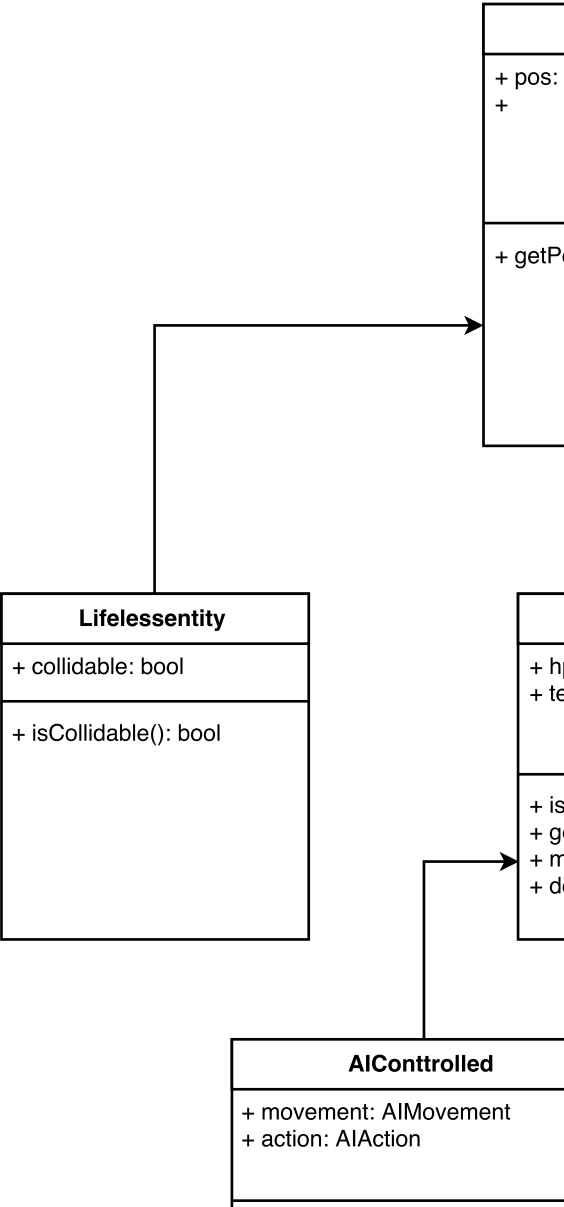 + pos:
+
+ getP
Lifelessentity
+ collidable: bool
+ isCollidable(): bool
+ h
+ te
+ is
+ g
+ m
+ d
AIConttrolled
+ movement: AIMovement
+ action: AIAction